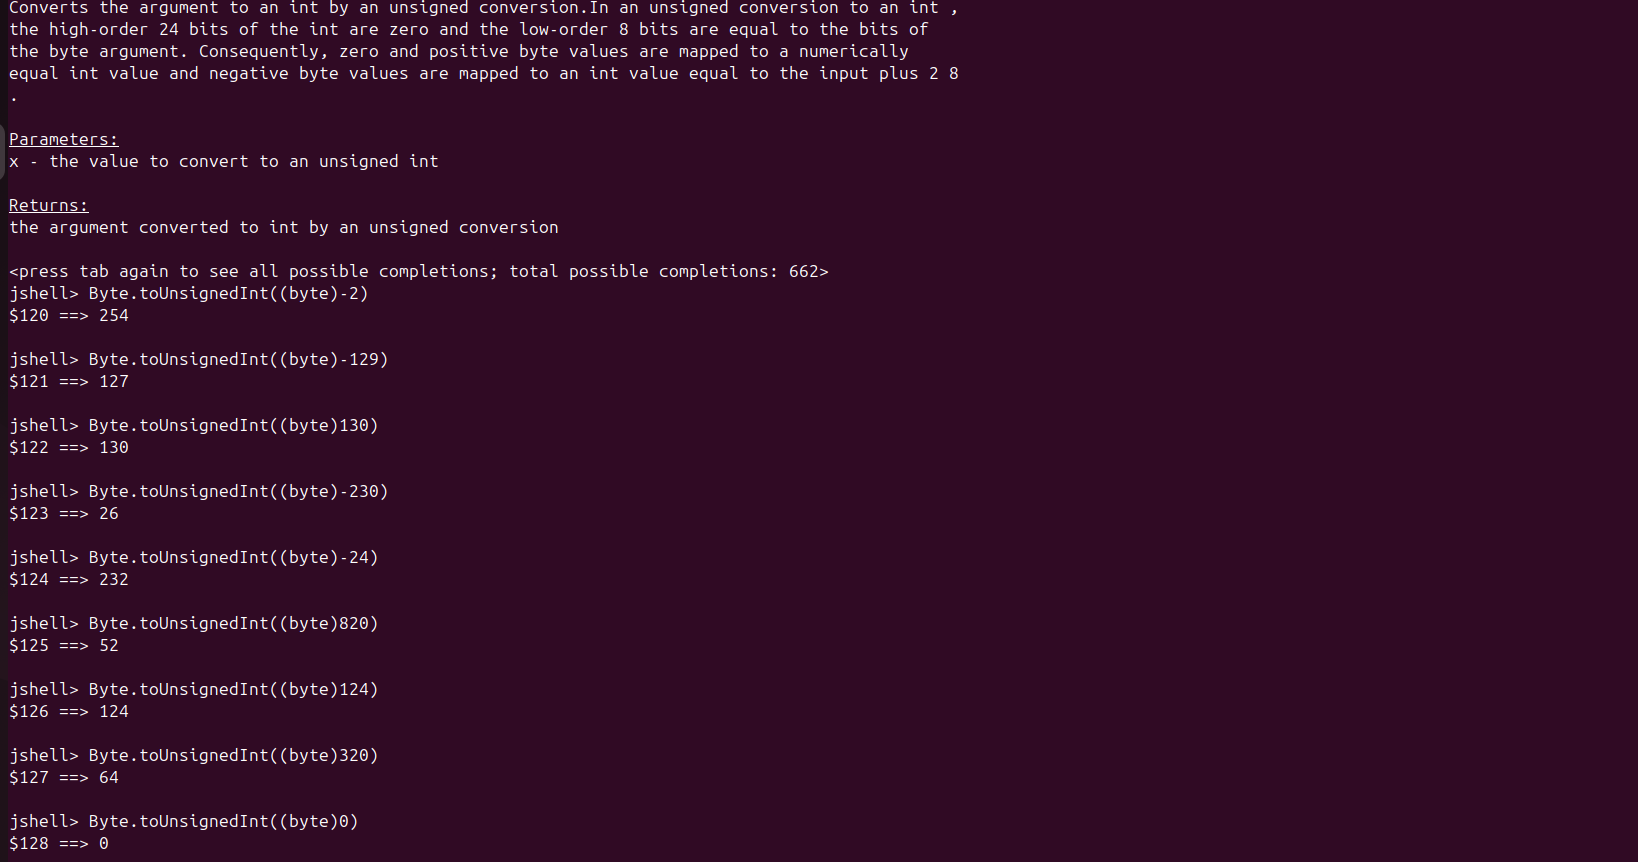 Converts the argument to an int by an unsigned conversion.In an unsigned conversion to an int ,
the high-order 24 bits of the int are zero and the low-order 8 bits are equal to the bits of
the byte argument. Consequently, zero and positive byte values are mapped to a numerically
equal int value and negative byte values are mapped to an int value equal to the input plus 2 8
.
Parameters:
x - the value to convert to an unsigned int
Returns:
the argument converted to int by an unsigned conversion
<press tab again to see all possible completions; total possible completions: 662>
jshell> Byte.toUnsignedInt((byte)-2)
$120 ==> 254
jshell> Byte.toUnsignedInt((byte)-129)
$121 ==> 127
jshell> Byte.toUnsignedInt((byte)130)
$122 ==> 130
jshell> Byte.toUnsignedInt((byte)-230)
$123 ==> 26
jshell> Byte.toUnsignedInt((byte)-24)
$124 ==> 232
jshell> Byte.toUnsignedInt((byte)820)
$125 ==> 52
jshell> Byte.toUnsignedInt((byte)124)
$126 ==> 124
jshell> Byte.toUnsignedInt((byte)320)
$127 ==> 64
jshell> Byte.toUnsignedInt((byte)0)
$128 ==> 0